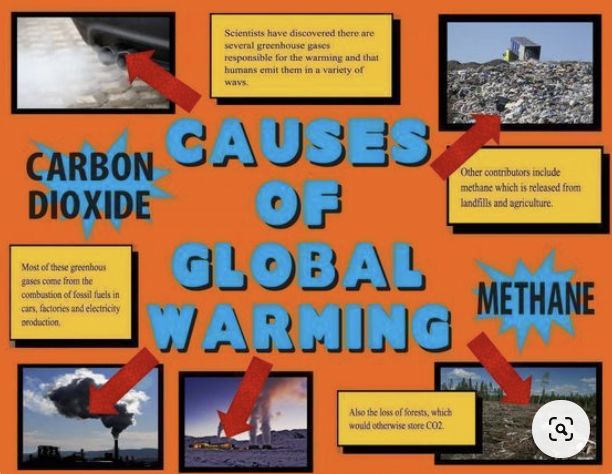 Scientists have discovered there are
several greenhouse gases
responsible for the warming and that
humans emit them in a variety of
ways.
CAUSES
OF
GLOBAL
WARMING
CARBON
DIOXIDE
Other contributors include
methane which is released from
landfills and agriculture.
Most of these greenhous
gases come from the
combustion of fossil fuels in
cars, factories and electricity
production.
METHANE
Also the loss of forests, which
would otherwise store CO2.